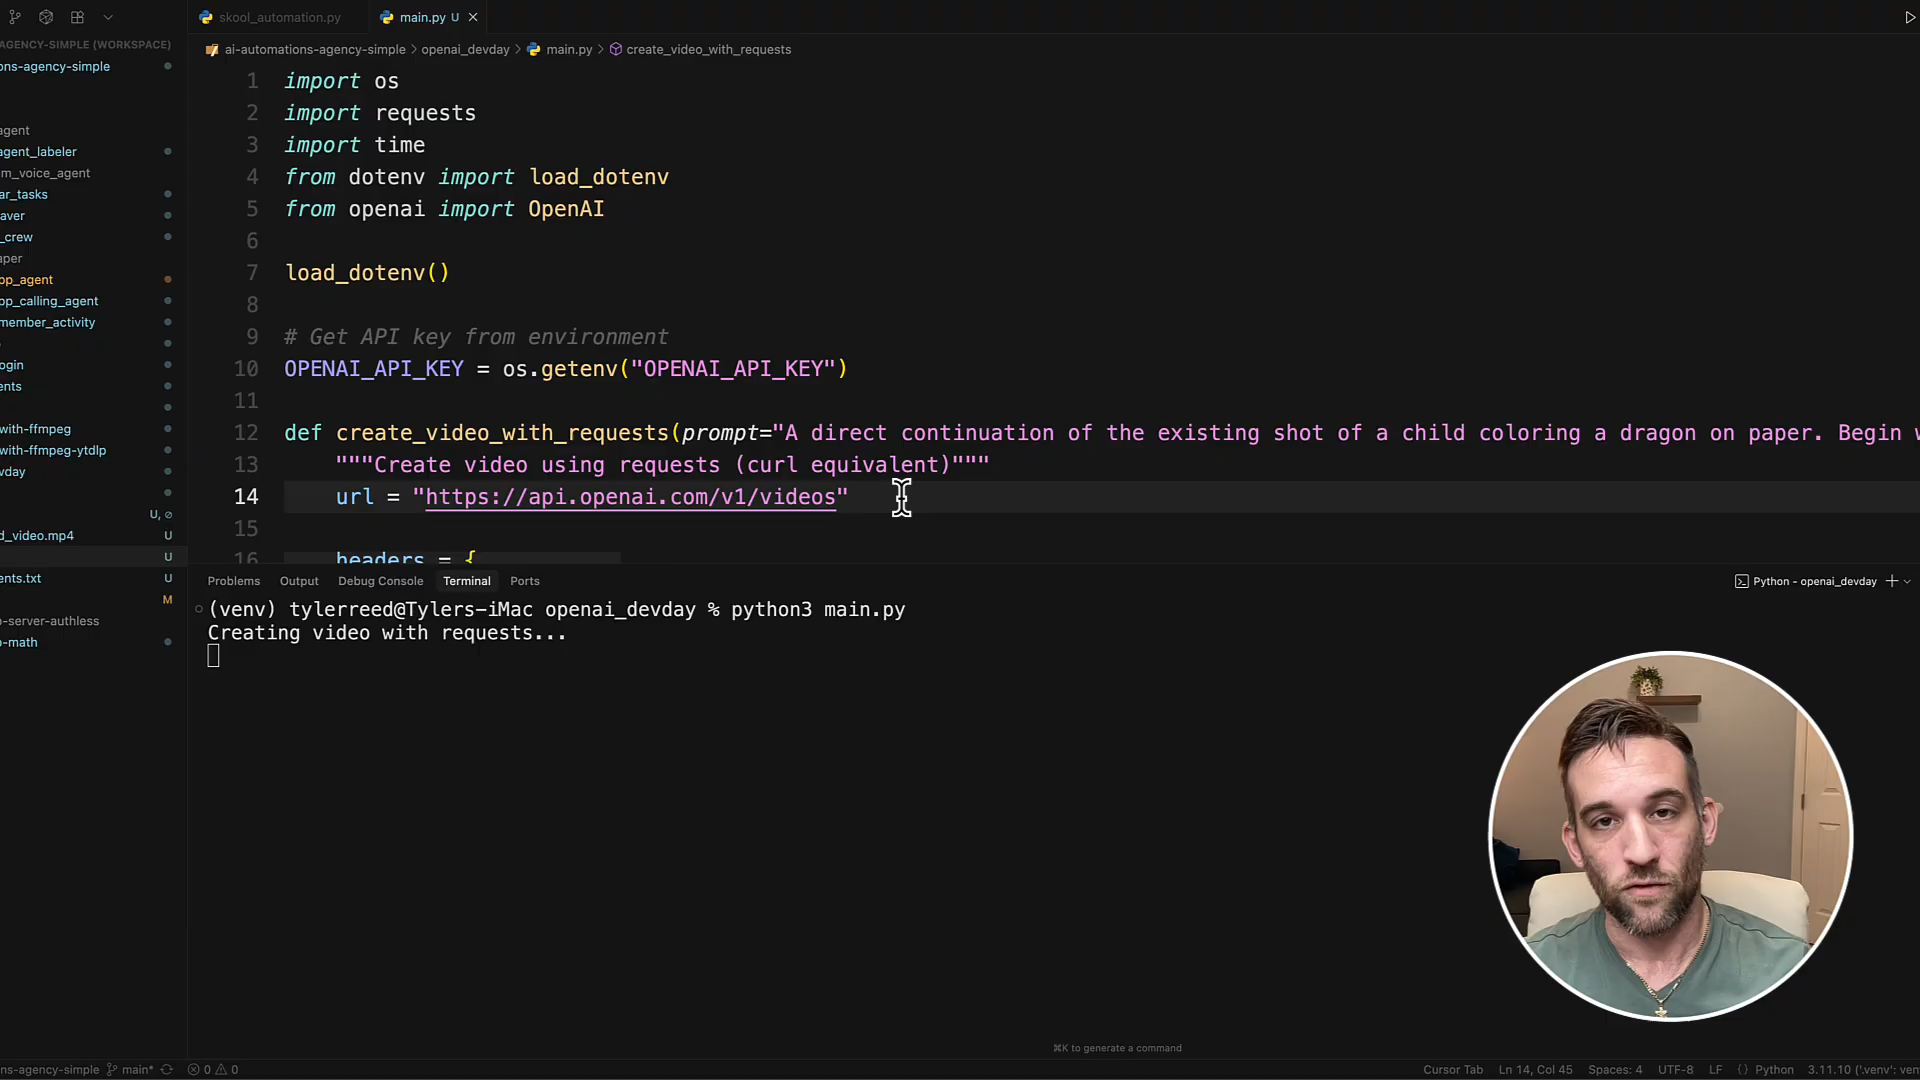 skool_automation.py
main.py U
AGENCY-SIMPLE (WORKSPACE)
ai-automations-agency-simple > openai_devday > main.py > create_video_with_requests
ons-agency-simple
agent
agent_labeler
m_voice_agent
ar_tasks
aver
_crew
aper
pp_agent
pp_calling_agent
member_activity
ogin
ents
with-ffmpeg
with-ffmpeg-ytdlp
vday
U,
d_video.mp4 U
U
ents.txt U
M
o-server-authless
o-math
1 import os
2 import requests
3 import time
4 from dotenv import load_dotenv
5 from openai import OpenAI
6
7 load_dotenv()
8
9 # Get API key from environment
10 OPENAI_API_KEY = os.getenv("OPENAI_API_KEY")
11
12 def create_video_with_requests(prompt="A direct continuation of the existing shot of a child coloring a dragon on paper. Begin
13 """Create video using requests (curl equivalent)"""
14 url = "https://api.openai.com/v1/videos"
15
16 headers = {
Problems Output Debug Console Terminal Ports
Python - openai_devday
(venv) tylerreed@Tylers-iMac openai_devday % python3 main.py
Creating video with requests...
⌘K to generate a command
ons-agency-simple main* 0 0
Cursor Tab Ln 14, Col 45 Spaces: 4 UTF-8 LF {} Python 3.11.10 ('.venv': ven